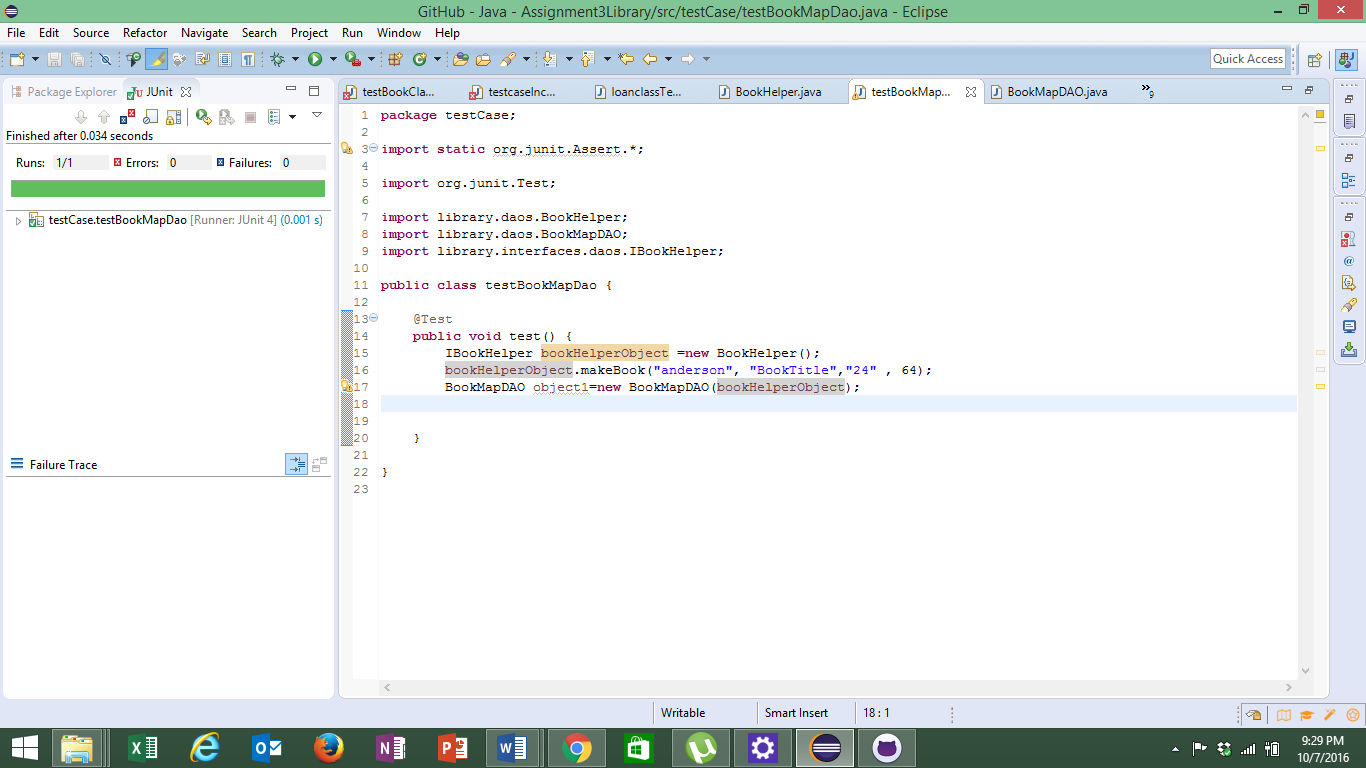 GitHub - Java - Assignment3Library/src/testCase/testBookMapDao.java - Eclipse
File Edit Source Refactor Navigate Search Project Run Window Help
Quick Access
Package Explorer JUnit
testBookCla... testcaseInc... loanclassTe... BookHelper.java testBookMap... BookMapDAO.java »9
Finished after 0.034 seconds
Runs: 1/1 Errors: 0 Failures: 0
testCase.testBookMapDao [Runner: JUnit 4] (0.001 s)
Failure Trace
1 package testCase;
2
3 import static org.junit.Assert.*;
4
5 import org.junit.Test;
6
7 import library.daos.BookHelper;
8 import library.daos.BookMapDAO;
9 import library.interfaces.daos.IBookHelper;
10
11 public class testBookMapDao {
12
13 @Test
14 public void test() {
15 IBookHelper bookHelperObject =new BookHelper();
16 bookHelperObject.makeBook("anderson", "BookTitle","24" , 64);
17 BookMapDAO object1=new BookMapDAO(bookHelperObject);
18
19
20 }
21
22 }
23
Writable Smart Insert 18 : 1
9:29 PM
10/7/2016